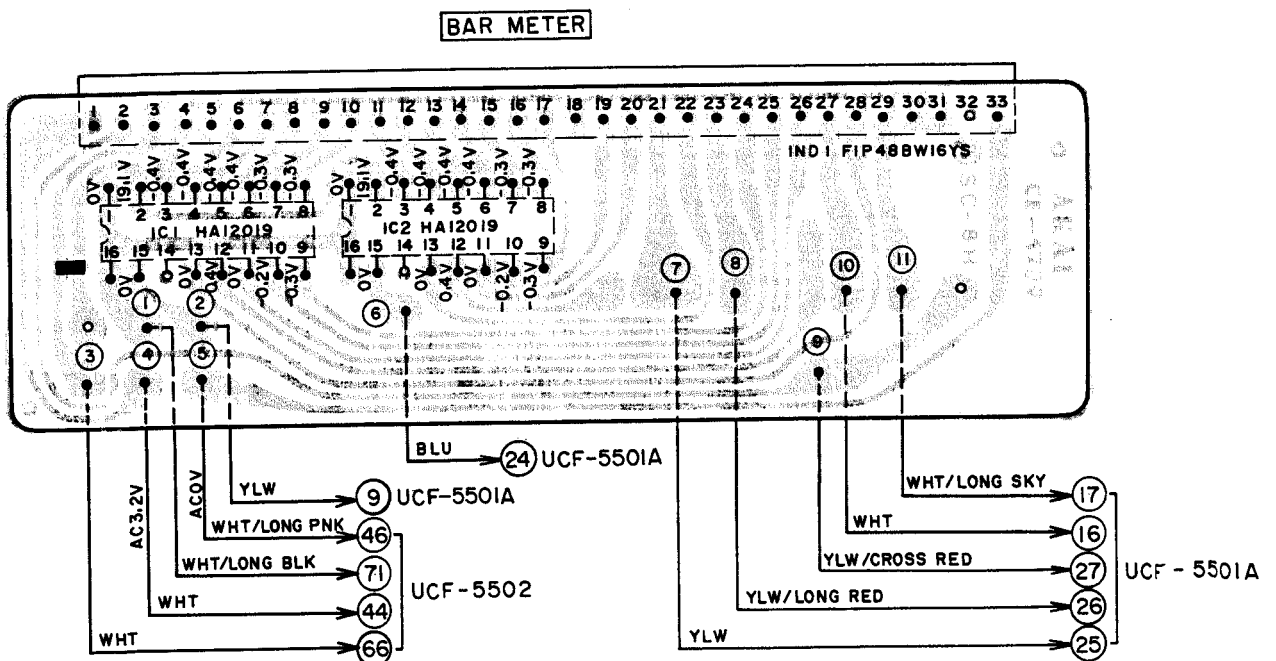 BAR METER
1 2 3 4 5 6 7 8 9 10 11 12 13 14 15 16 17 18 19 20 21 22 23 24 25 26 27 28 29 30 31 32 33
IND 1 FIP48BW16YS
0V 19.1V -0.4V -0.4V -0.4V -0.4V -0.3V -0.3V
0V 19.1V -0.4V -0.4V -0.4V -0.4V -0.3V -0.3V
1 2 3 4 5 6 7 8
1 2 3 4 5 6 7 8
IC1 HA12019
IC2 HA12019
16 15 14 13 12 11 10 9
16 15 14 13 12 11 10 9
0V 0V 0.4V 0V -0.2V -0.3V
0V 0V 0.4V 0V -0.2V -0.3V
AKAI
7 8 10 11
1 2 6
3 4 5 9
BLU 24 UCF-5501A
YLW 9 UCF-5501A
AC3.2V AC0V
WHT/LONG PNK 46
WHT/LONG BLK 71
UCF-5502
WHT 44
WHT 66
WHT/LONG SKY 17
WHT 16
YLW/CROSS RED 27
UCF-5501A
YLW/LONG RED 26
YLW 25